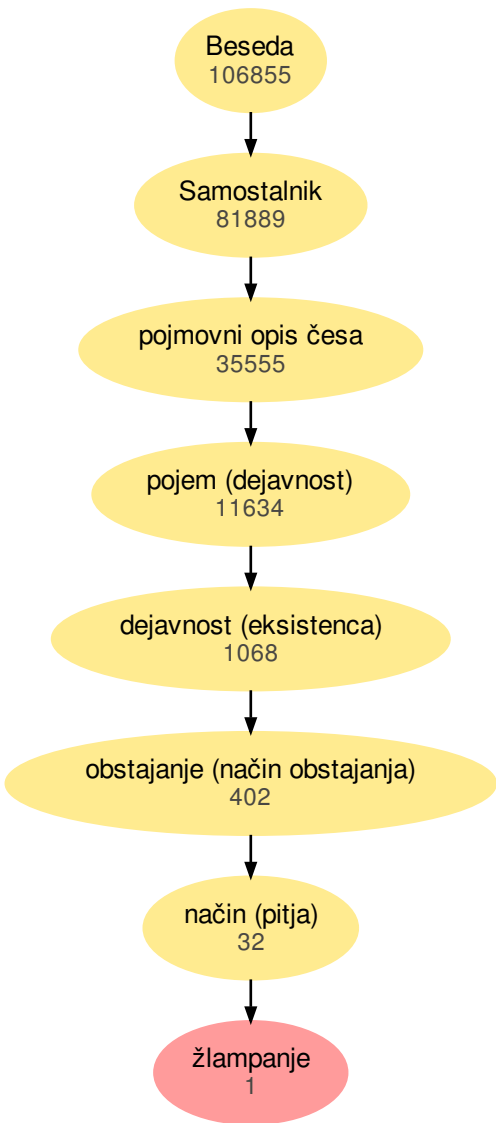 Beseda
106855
Samostalnik
81889
pojmovni opis česa
35555
pojem (dejavnost)
11634
dejavnost (eksistenca)
1068
obstajanje (način obstajanja)
402
način (pitja)
32
žlampanje
1